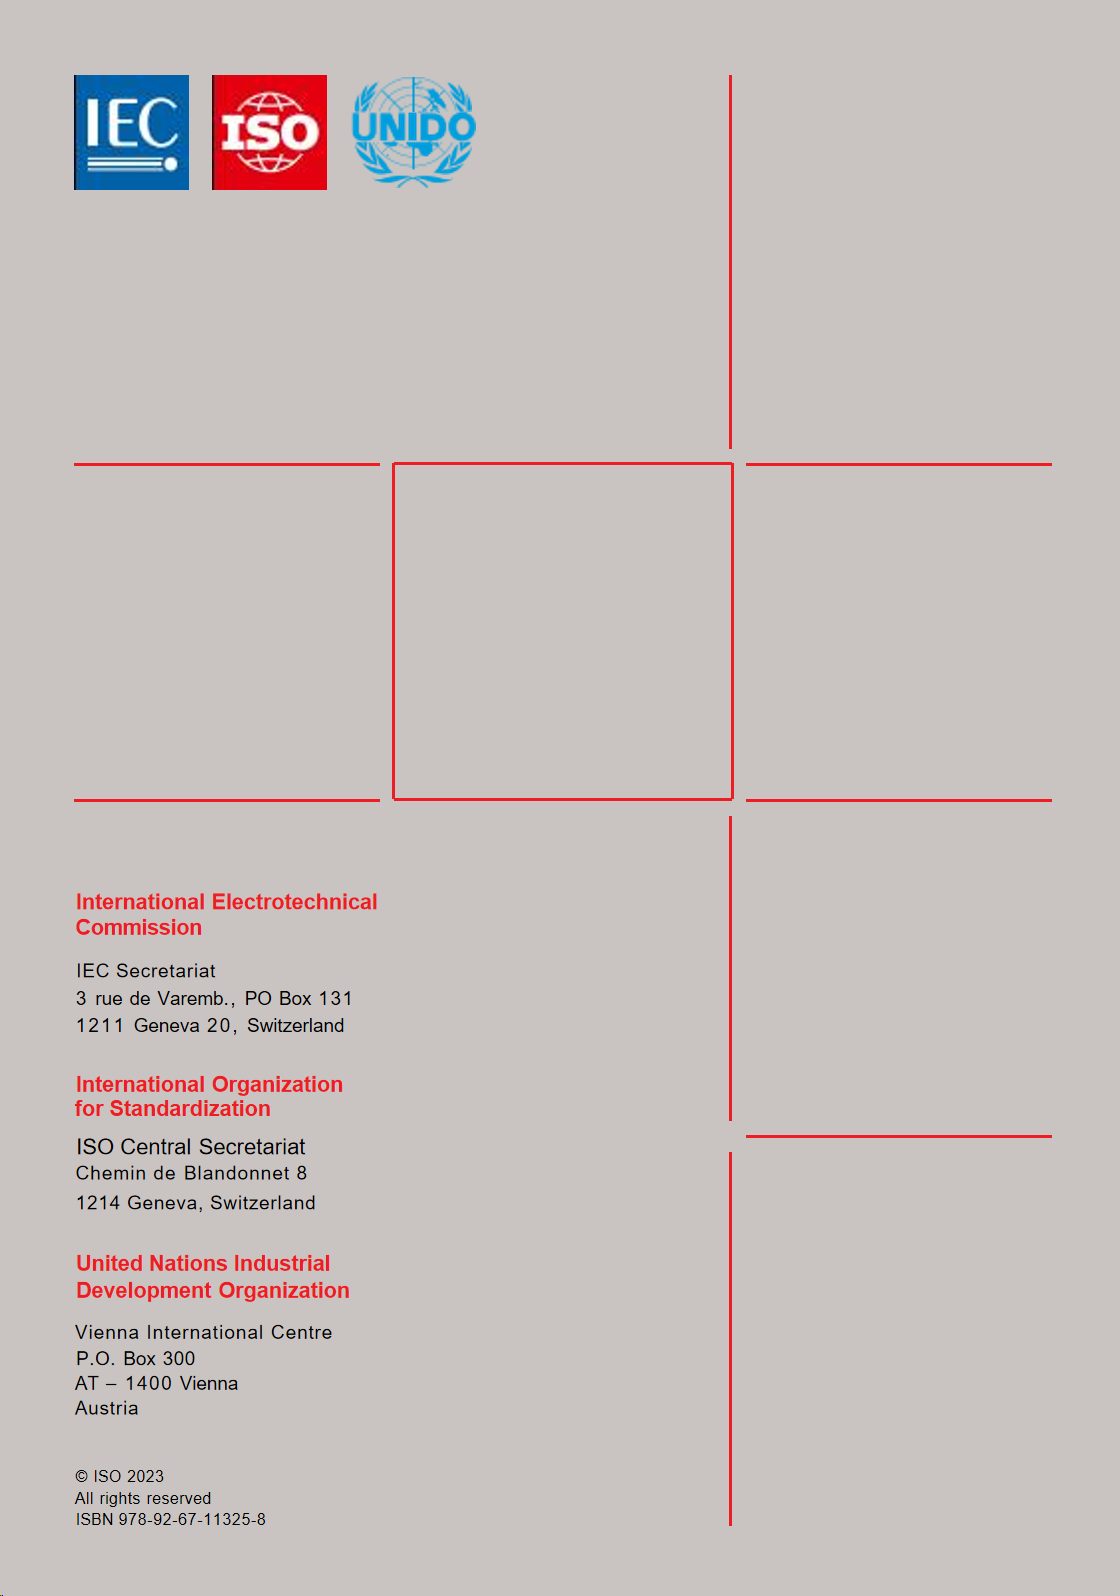 IEC
ISO
UNIDO
International Electrotechnical
Commission
IEC Secretariat
3 rue de Varemb., PO Box 131
1211 Geneva 20, Switzerland
International Organization
for Standardization
ISO Central Secretariat
Chemin de Blandonnet 8
1214 Geneva, Switzerland
United Nations Industrial
Development Organization
Vienna International Centre
P.O. Box 300
AT – 1400 Vienna
Austria
© ISO 2023
All rights reserved
ISBN 978-92-67-11325-8